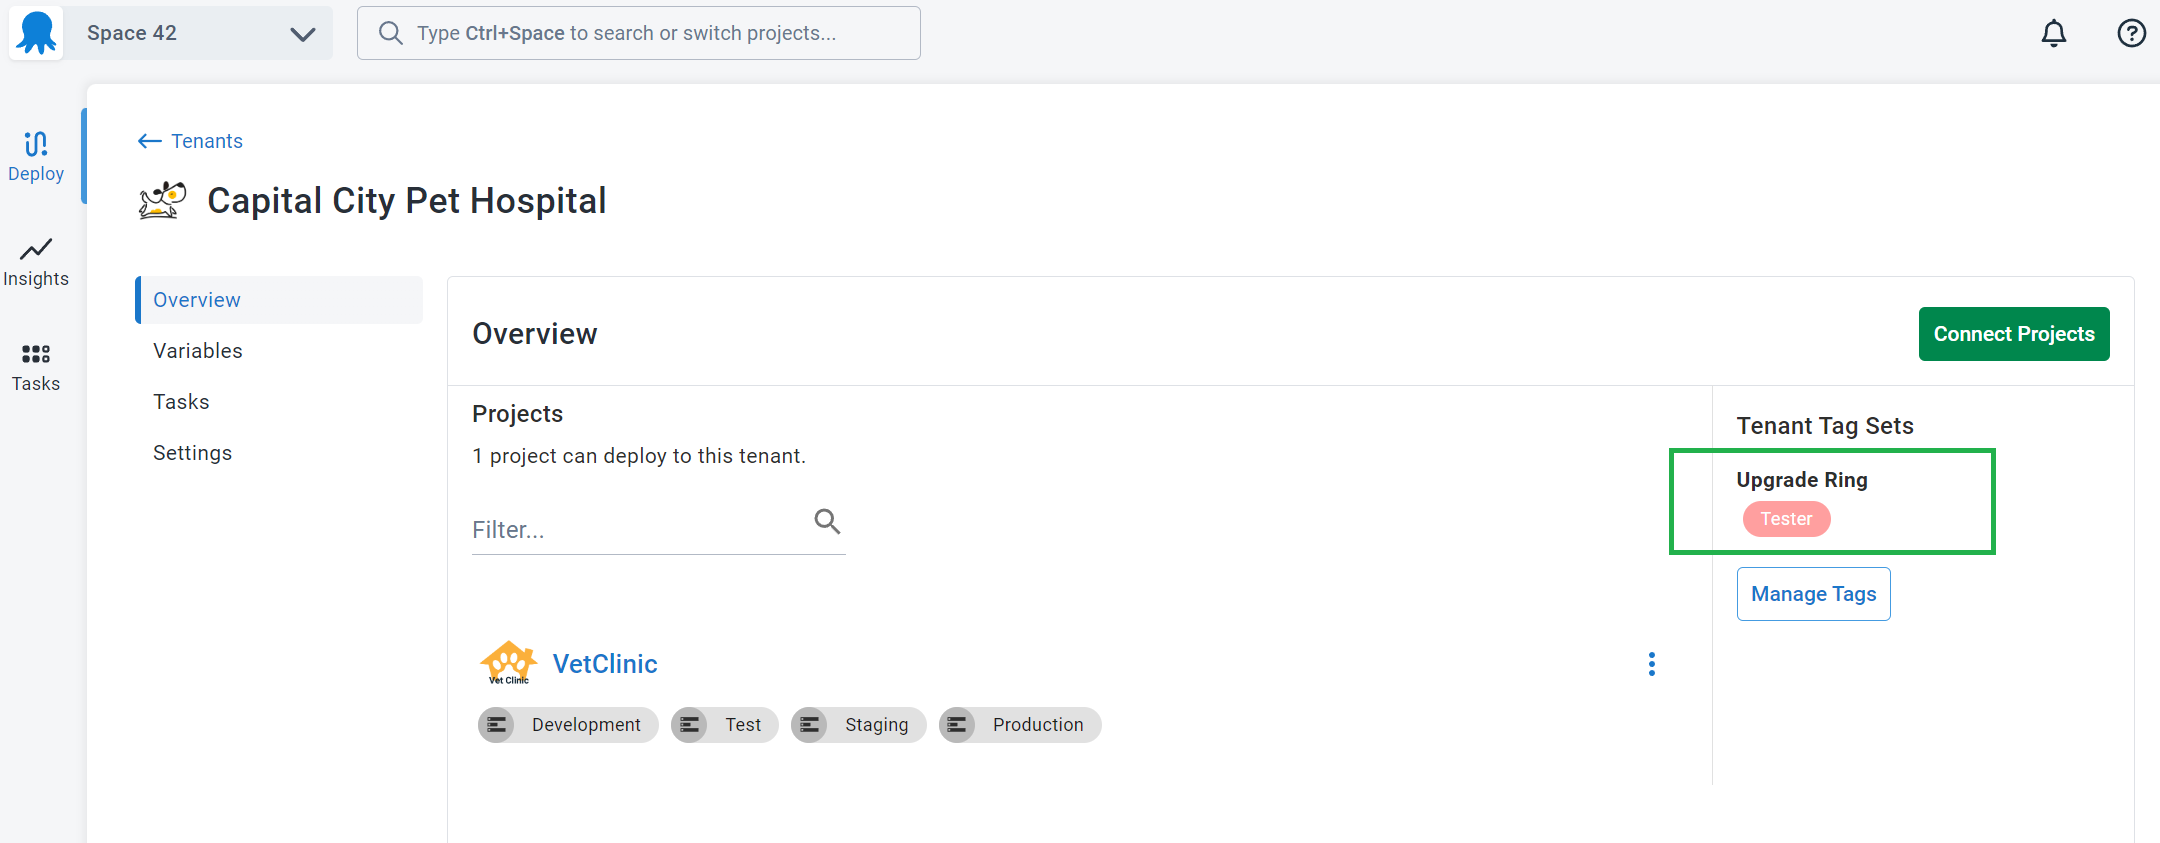 Space 42
Type Ctrl+Space to search or switch projects...
Deploy
Insights
Tasks
Tenants
Capital City Pet Hospital
Overview
Variables
Tasks
Settings
Overview
Connect Projects
Projects
1 project can deploy to this tenant.
Filter...
Vet Clinic
VetClinic
Development
Test
Staging
Production
Tenant Tag Sets
Upgrade Ring
Tester
Manage Tags